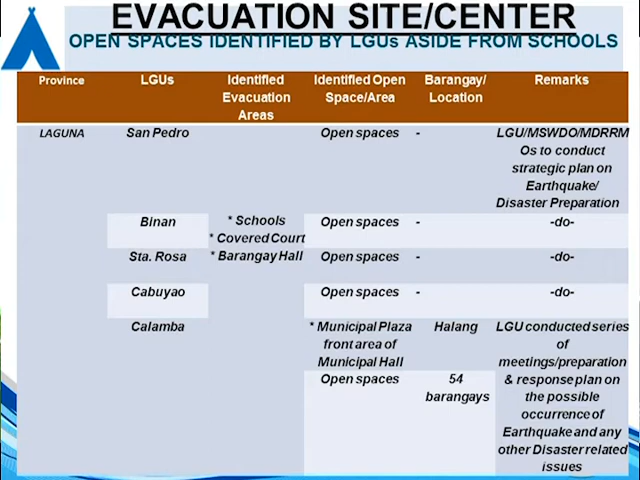 EVACUATION SITE/CENTER
OPEN SPACES IDENTIFIED BY LGUs ASIDE FROM SCHOOLS
Province LGUs Identified Evacuation Areas Identified Open Space/Area Barangay/ Location Remarks
LAGUNA San Pedro Open spaces - LGU/MSWDO/MDRRM
Os to conduct
strategic plan on
Earthquake/
Disaster Preparation
Binan * Schools Open spaces - -do-
* Covered Court
Sta. Rosa * Barangay Hall Open spaces - -do-
Cabuyao Open spaces - -do-
Calamba * Municipal Plaza Halang LGU conducted series
front area of of
Municipal Hall meetings/preparation
Open spaces 54 & response plan on
barangays the possible
occurrence of
Earthquake and any
other Disaster related
issues